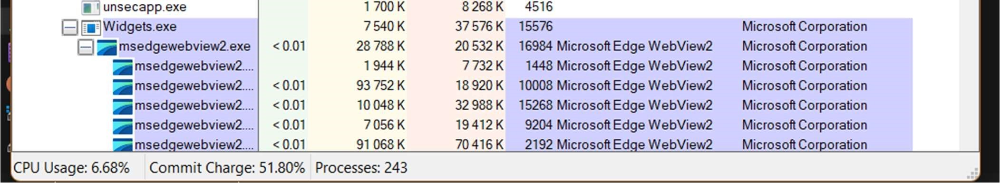 unsecapp.exe 1 700 K 8 268 K 4516
Widgets.exe 7 540 K 37 576 K 15576 Microsoft Corporation
msedgewebview2.exe < 0.01 28 788 K 20 532 K 16984 Microsoft Edge WebView2 Microsoft Corporation
msedgewebview2.... 1 944 K 7 732 K 1448 Microsoft Edge WebView2 Microsoft Corporation
msedgewebview2.... < 0.01 93 752 K 18 920 K 10008 Microsoft Edge WebView2 Microsoft Corporation
msedgewebview2.... < 0.01 10 048 K 32 988 K 15268 Microsoft Edge WebView2 Microsoft Corporation
msedgewebview2.... < 0.01 7 056 K 19 412 K 9204 Microsoft Edge WebView2 Microsoft Corporation
msedgewebview2.... < 0.01 91 068 K 70 416 K 2192 Microsoft Edge WebView2 Microsoft Corporation
CPU Usage: 6.68% Commit Charge: 51.80% Processes: 243